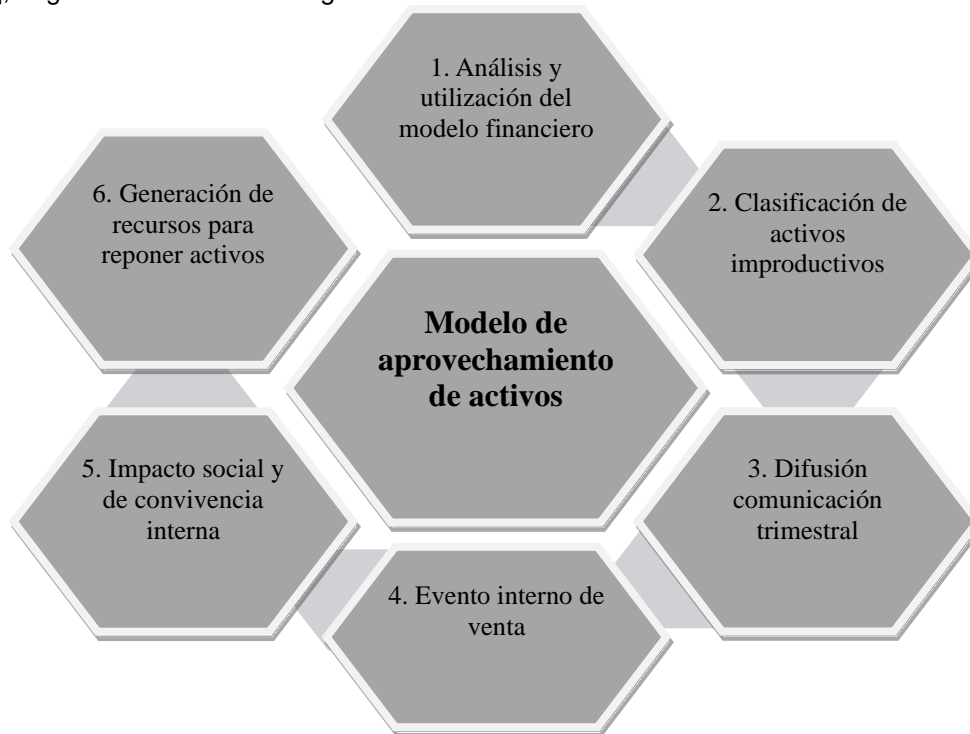 1. Análisis y
utilización del
modelo financiero
2. Clasificación de
activos
improductivos
3. Difusión
comunicación
trimestral
4. Evento interno de
venta
5. Impacto social y
de convivencia
interna
6. Generación de
recursos para
reponer activos
Modelo de
aprovechamiento
de activos